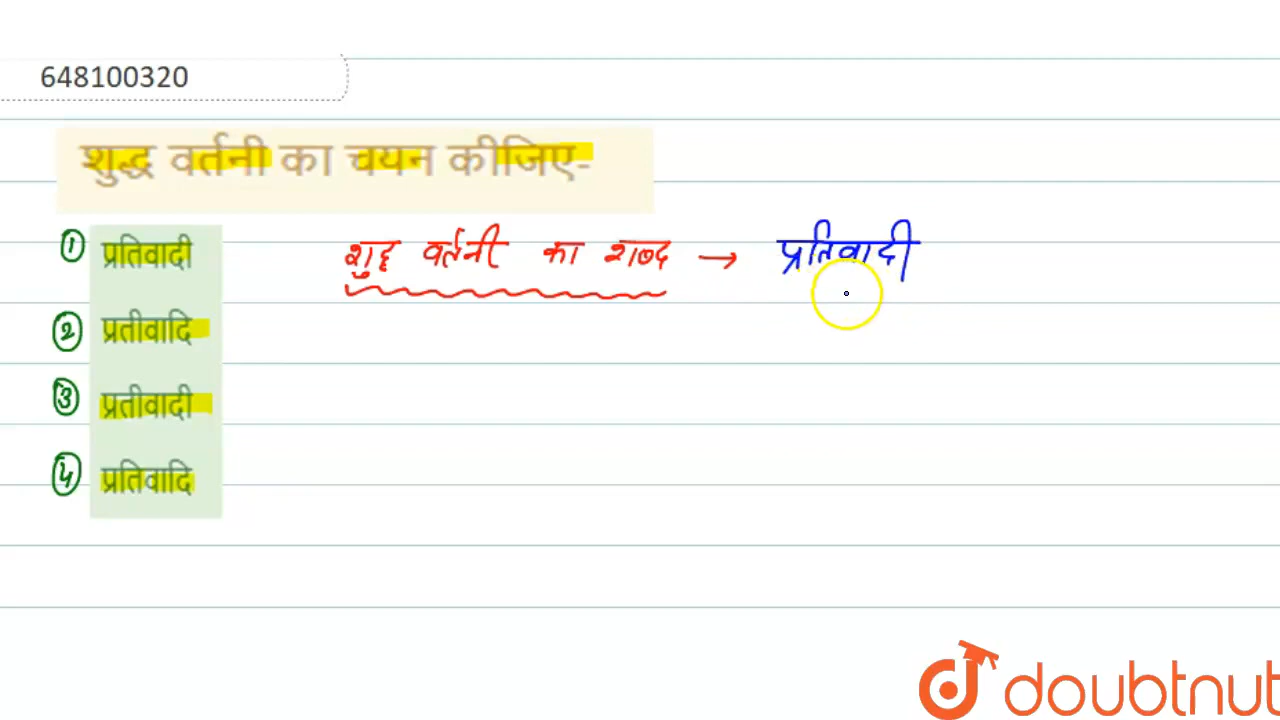 648100320
शुद्ध वर्तनी का चयन कीजिए-
① प्रतिवादी
शुद्ध वर्तनी का शब्द → प्रतिवादी
② प्रतीवादि
③ प्रतीवादी
④ प्रतिवादि
doubtnut